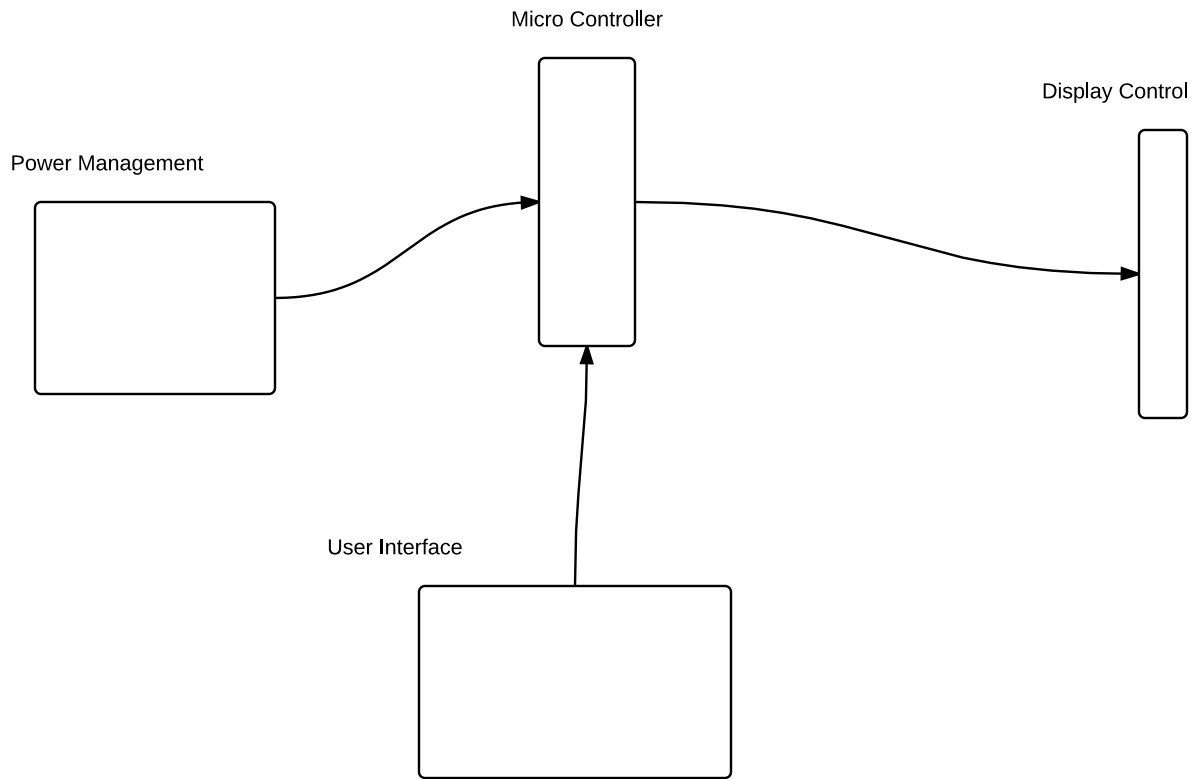 Micro Controller
Display Control
Power Management
User Interface